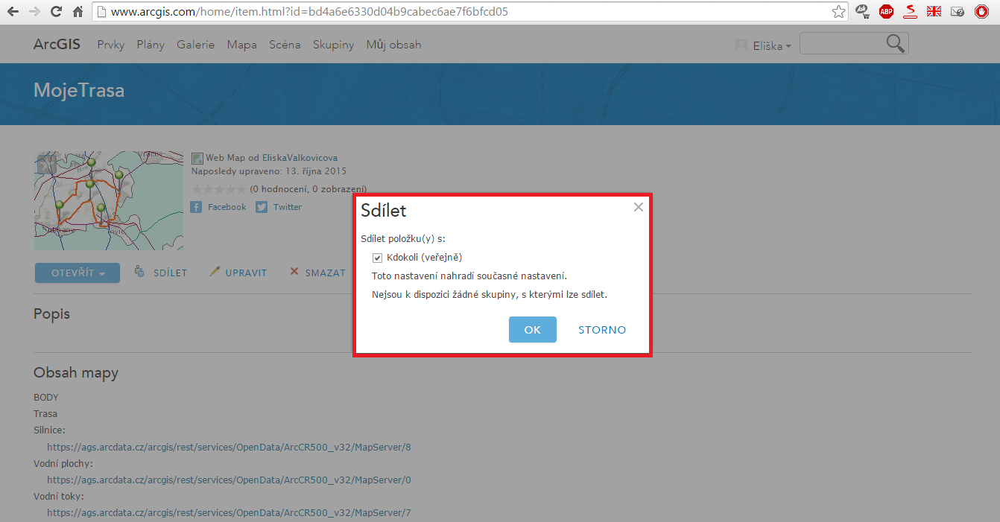 www.arcgis.com/home/item.html?id=bd4a6e6330d04b9cabec6ae7f6bfcd05
Ask
ABP
ArcGIS Prvky Plány Galerie Mapa Scéna Skupiny Můj obsah Eliška
MojeTrasa
Web Map od EliskaValkovicova
Naposledy upraveno: 13. října 2015
(0 hodnocení, 0 zobrazení)
Facebook Twitter
OTEVŘÍT SDÍLET UPRAVIT SMAZAT
Sdílet
Sdílet položku(y) s:
Kdokoli (veřejně)
Toto nastavení nahradí současné nastavení.
Nejsou k dispozici žádné skupiny, s kterými lze sdílet.
OK STORNO
Popis
Obsah mapy
BODY
Trasa
Silnice:
https://ags.arcdata.cz/arcgis/rest/services/OpenData/ArcCR500_v32/MapServer/8
Vodní plochy:
https://ags.arcdata.cz/arcgis/rest/services/OpenData/ArcCR500_v32/MapServer/0
Vodní toky:
https://ags.arcdata.cz/arcgis/rest/services/OpenData/ArcCR500_v32/MapServer/7